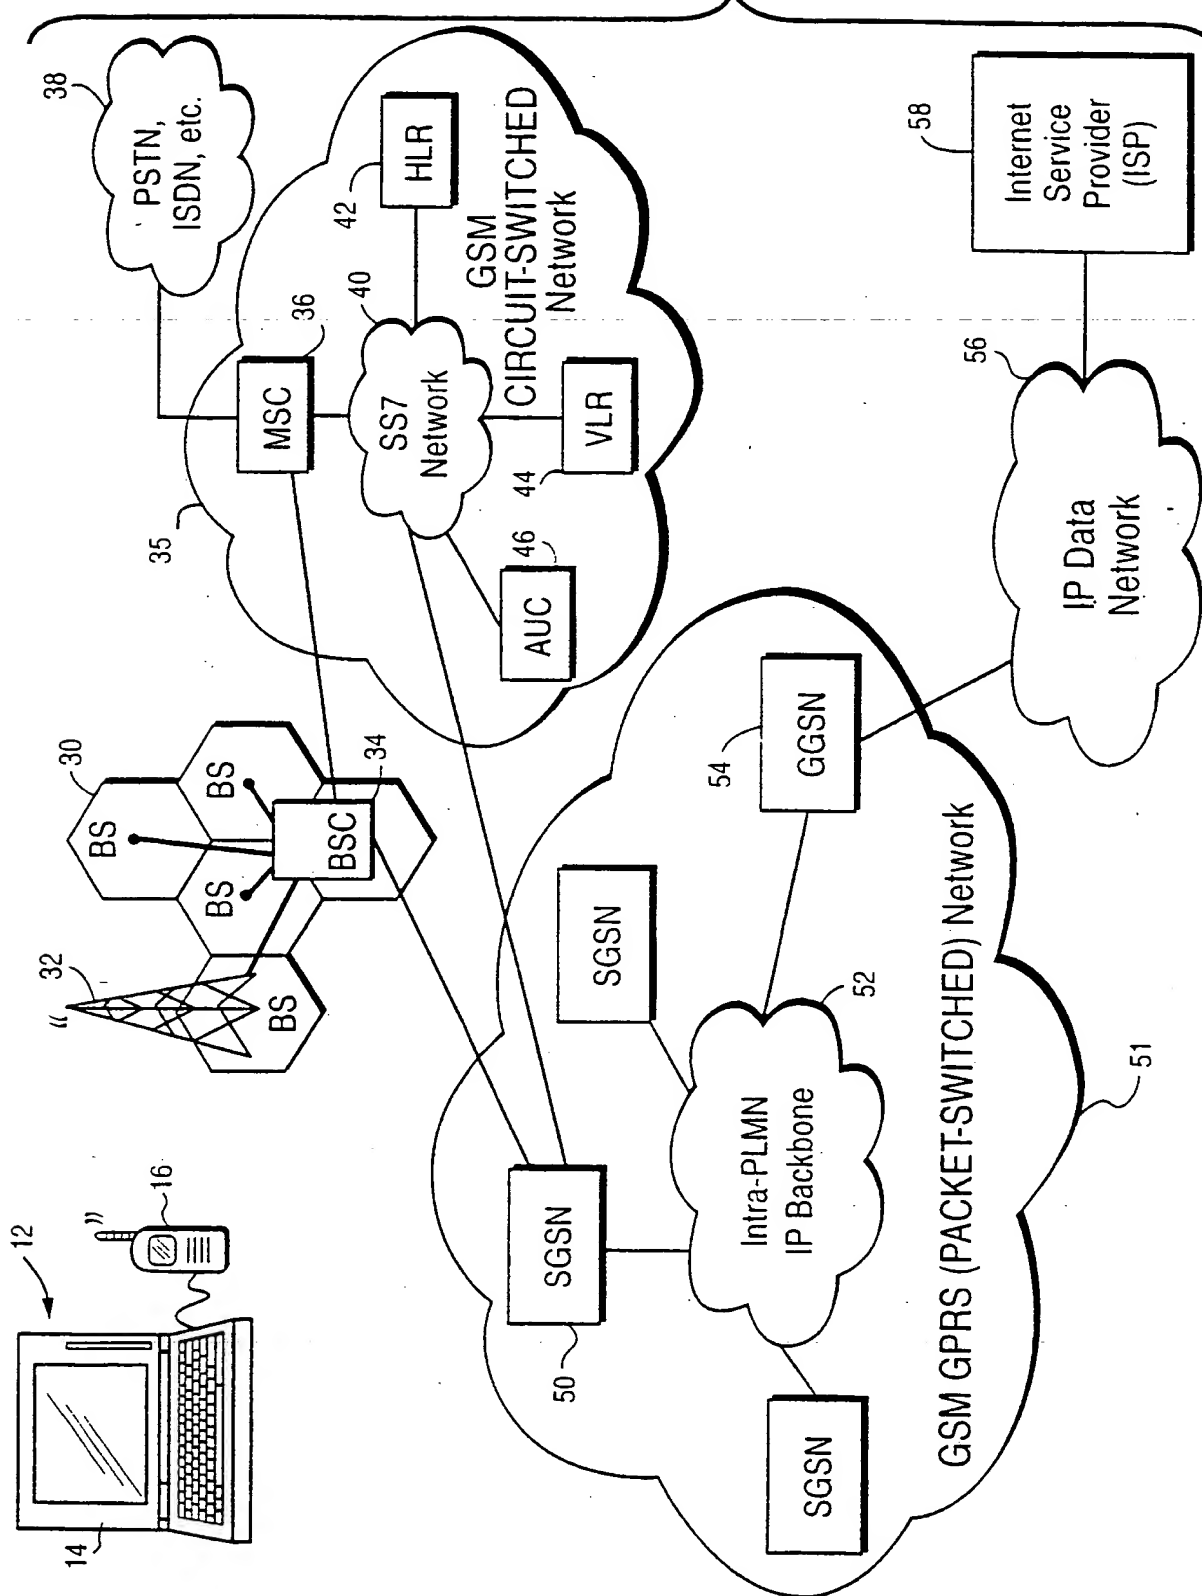 12
14
16
32
30
BS
BS
BS
BS
BSC
34
35
MSC
36
38
PSTN,
ISDN, etc.
SS7
Network
40
42
HLR
44
VLR
46
AUC
GSM
CIRCUIT-SWITCHED
Network
50
SGSN
SGSN
SGSN
Intra-PLMN
IP Backbone
52
54
GGSN
GSM GPRS (PACKET-SWITCHED) Network
51
56
IP Data
Network
58
Internet
Service
Provider
(ISP)